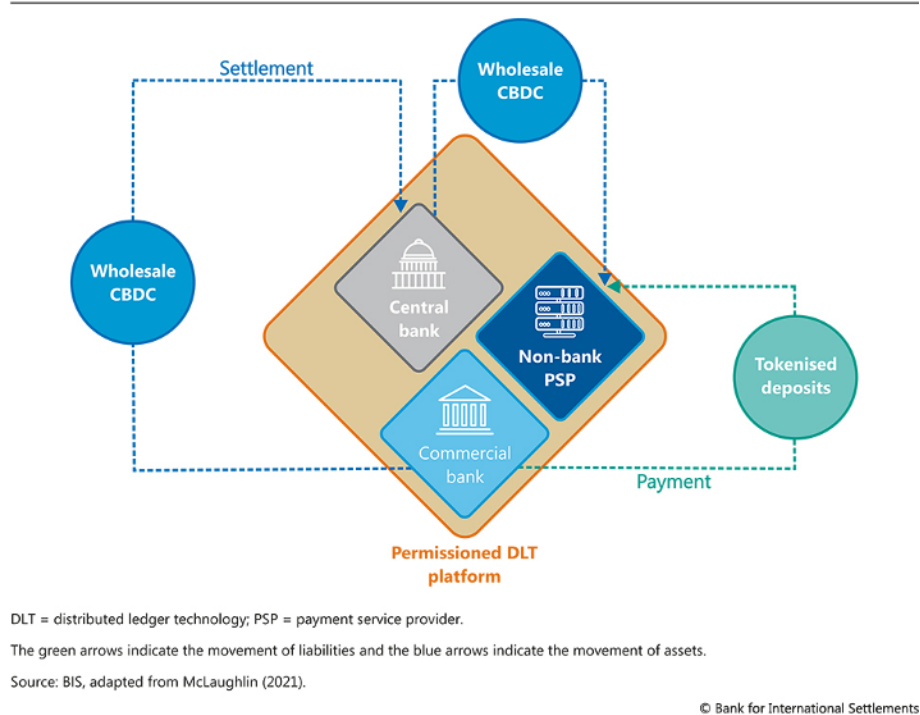 Settlement
Wholesale
CBDC
Wholesale
CBDC
Central
bank
Non-bank
PSP
Tokenised
deposits
Commercial
bank
Payment
Permissioned DLT
platform
DLT = distributed ledger technology; PSP = payment service provider.
The green arrows indicate the movement of liabilities and the blue arrows indicate the movement of assets.
Source: BIS, adapted from McLaughlin (2021).
© Bank for International Settlements